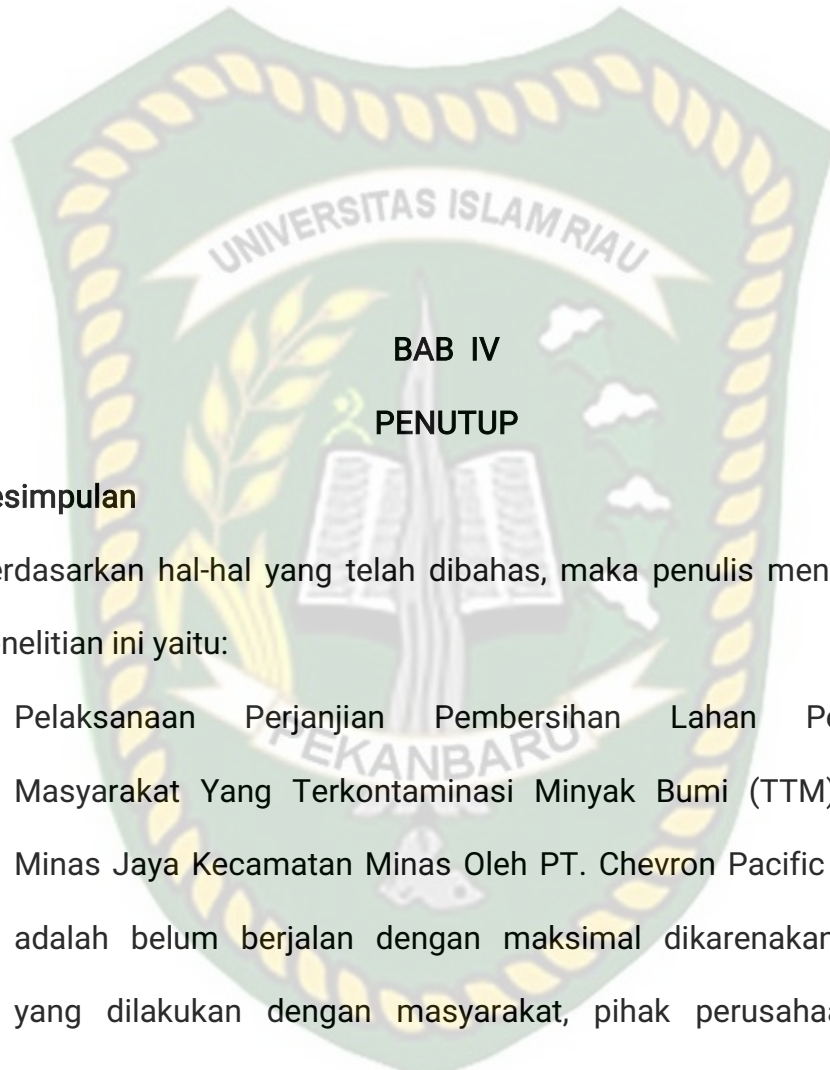 UNIVERSITAS ISLAM RIAU
BAB IV
PENUTUP
esimpulan
erdasarkan hal-hal yang telah dibahas, maka penulis men
nelitian ini yaitu:
Pelaksanaan Perjanjian Pembersihan Lahan Pe
Masyarakat Yang Terkontaminasi Minyak Bumi (TTM)
PEKANBARU
Minas Jaya Kecamatan Minas Oleh PT. Chevron Pacific
adalah belum berjalan dengan maksimal dikarenakan
yang dilakukan dengan masyarakat, pihak perusahaa